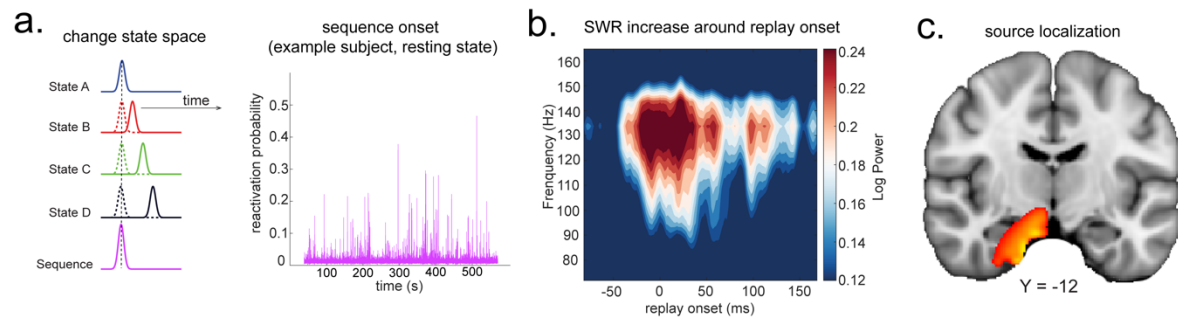 a.
change state space
State A
State B
time
State C
State D
Sequence
sequence onset
(example subject, resting state)
reactivation probability
0.5
0.4
0.3
0.2
0.1
0
100 200 300 400 500
time (s)
b.
SWR increase around replay onset
Frenquency (Hz)
160
150
140
130
120
110
100
90
80
-50 0 50 100 150
replay onset (ms)
0.24
0.22
0.2
0.18
0.16
0.14
0.12
Log Power
c.
source localization
Y = -12